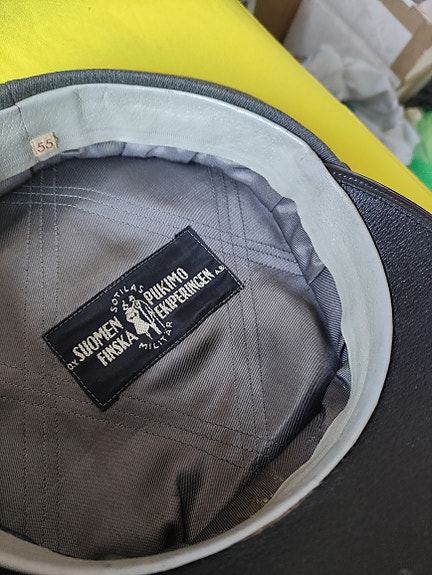 55
SOTILAS
O.Y. SUOMEN PUKIMO
FINSKA EKIPERINGEN A.B.
MILITÄR